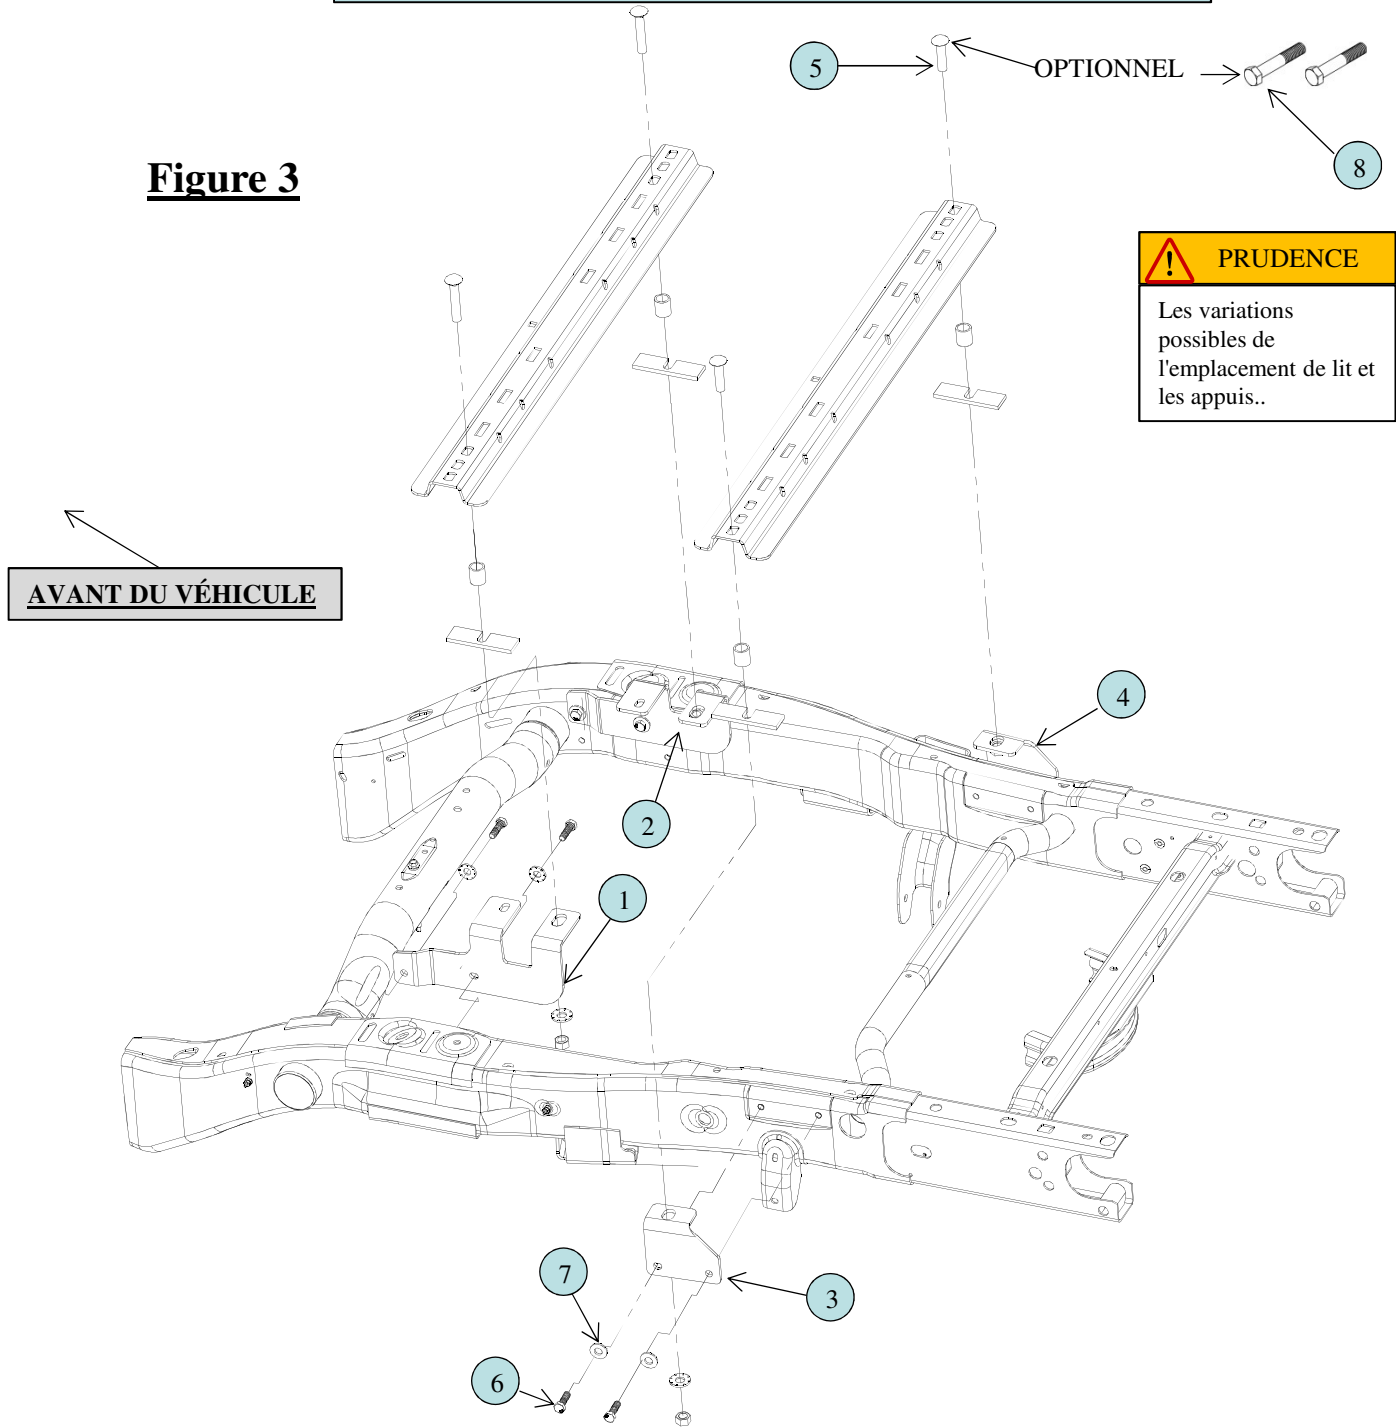 5
OPTIONNEL
8
Figure 3
PRUDENCE
Les variations
possibles de
l'emplacement de lit et
les appuis..
AVANT DU VÉHICULE
4
2
1
7
3
6